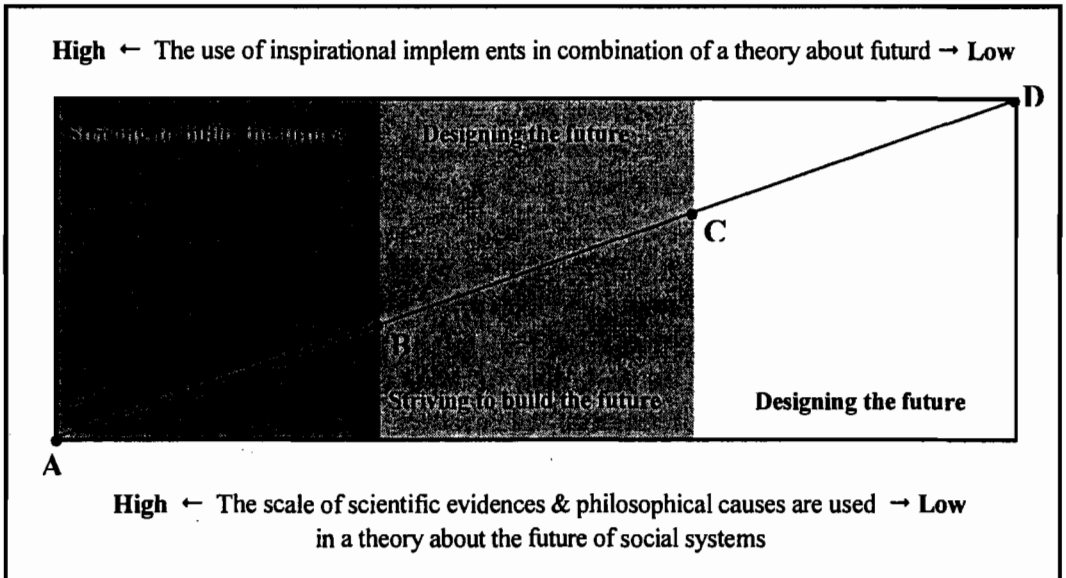 High ← The use of inspirational implem ents in combination of a theory about futurd → Low
D
Striving to build the future
Designing the future
C
B
Striving to build the future
Designing the future
A
High ← The scale of scientific evidences & philosophical causes are used → Low
in a theory about the future of social systems